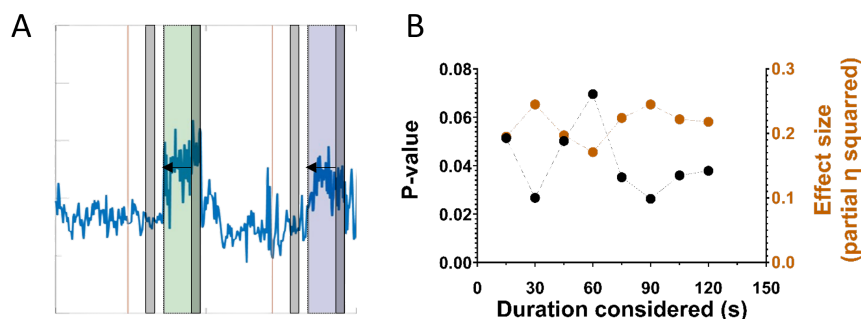 A
B
0.08
0.06
0.04
0.02
0.00
P-value
0.3
0.2
0.1
0.0
Effect size
(partial η squarred)
0 30 60 90 120 150
Duration considered (s)